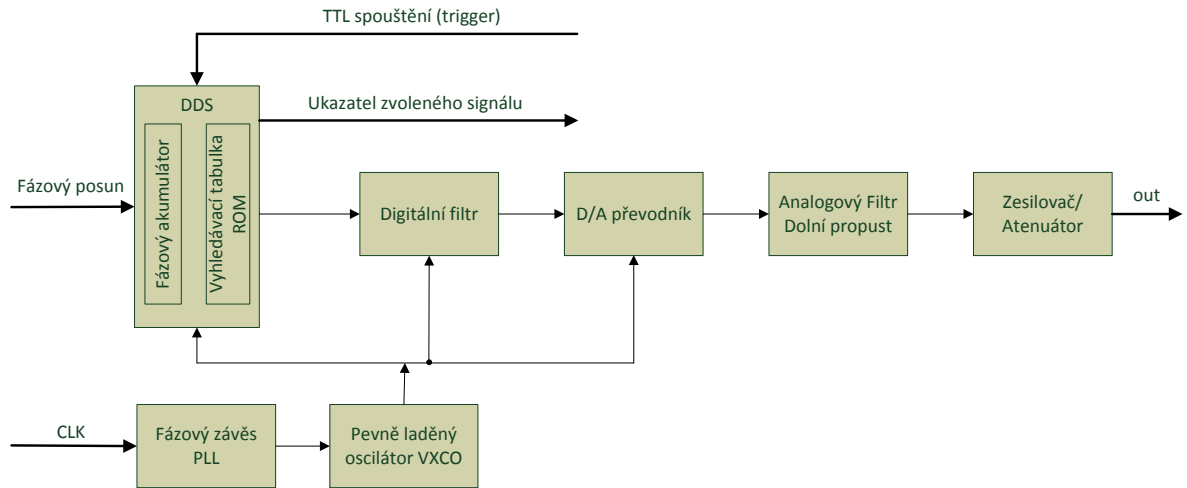 TTL spouštění (trigger)
DDS
Ukazatel zvoleného signálu
Fázový posun
Fázový akumulátor
Vyhledávací tabulka
ROM
Digitální filtr
D/A převodník
Analogový Filtr
Dolní propust
Zesilovač/
Atenuátor
out
CLK
Fázový závěs
PLL
Pevně laděný
oscilátor VXCO